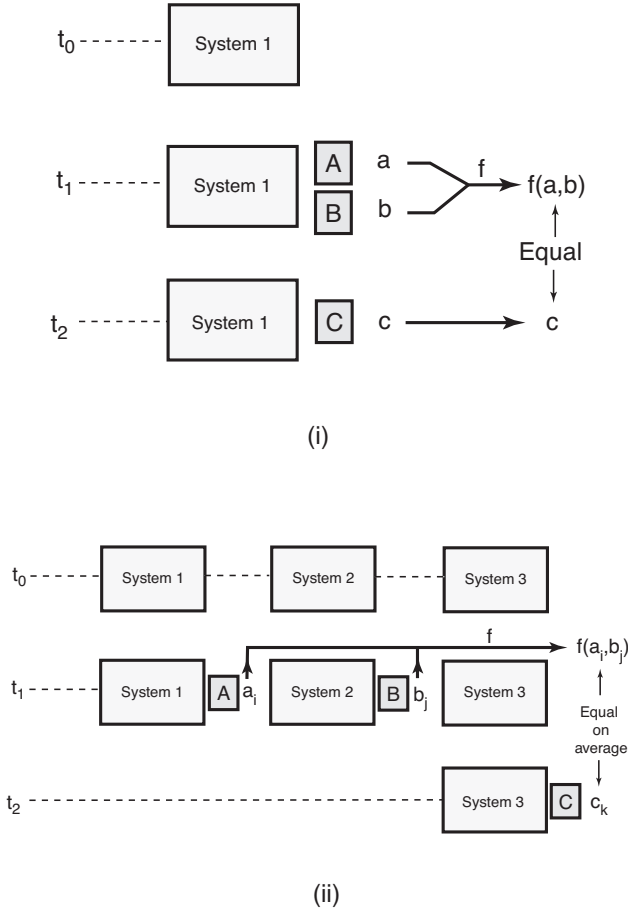 t₀ System 1
t₁ System 1 A a f f(a,b)
B b
Equal
t₂ System 1 C c c
(i)
t₀ System 1 System 2 System 3
f f(aᵢ,bⱼ)
t₁ System 1 A aᵢ System 2 B bⱼ System 3
Equal
on
average
t₂ System 3 C cₖ
(ii)